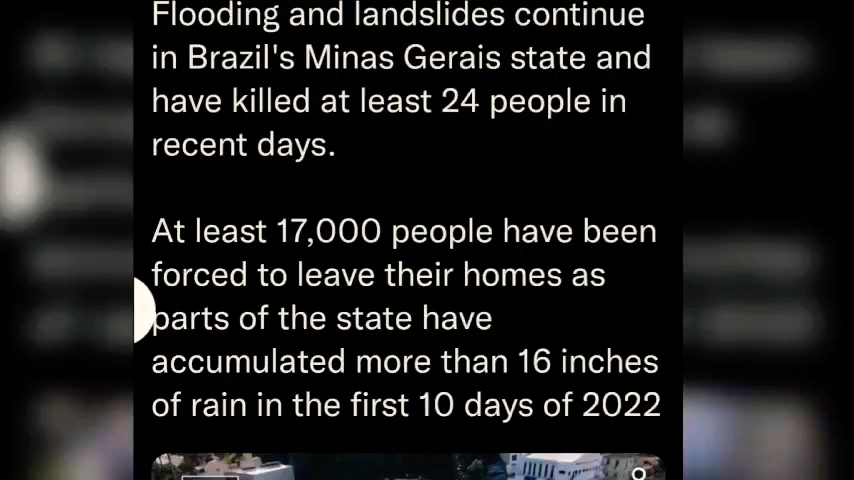 Flooding and landslides continue
in Brazil's Minas Gerais state and
have killed at least 24 people in
recent days.
At least 17,000 people have been
forced to leave their homes as
parts of the state have
accumulated more than 16 inches
of rain in the first 10 days of 2022